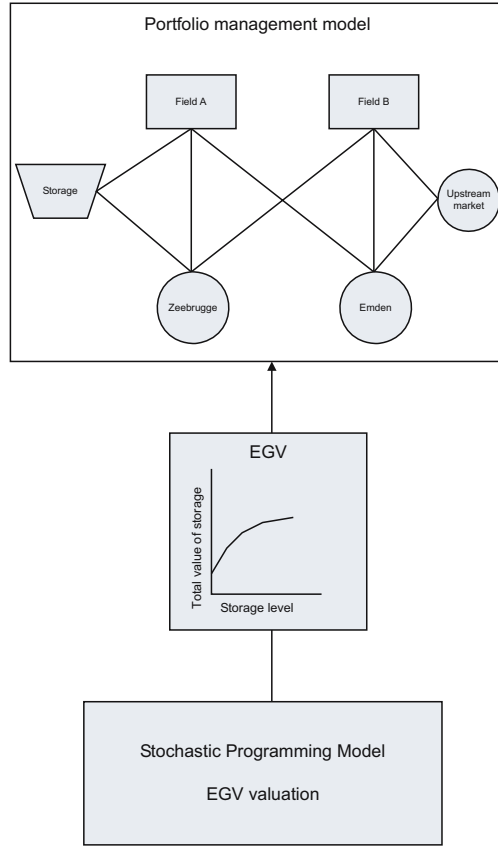 Portfolio management model
Field A
Field B
Storage
Upstream
market
Zeebrugge
Emden
EGV
Total value of storage
Storage level
Stochastic Programming Model
EGV valuation